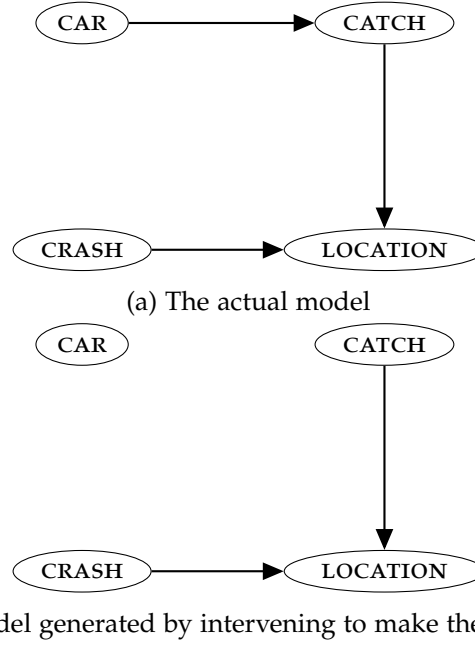 CAR CATCH
CRASH LOCATION
(a) The actual model
CAR CATCH
CRASH LOCATION
del generated by intervening to make the